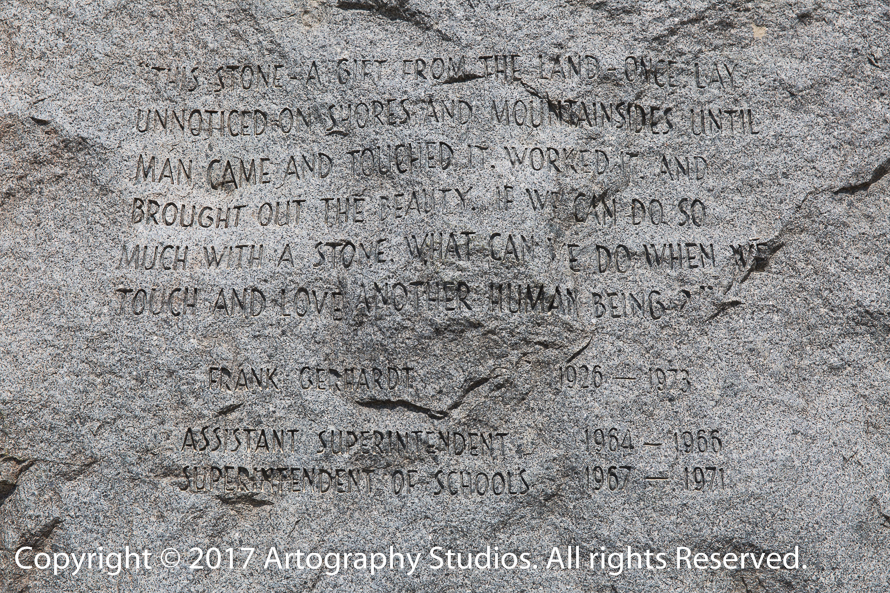 "THIS STONE-A GIFT FROM THE LAND-ONCE LAY
UNNOTICED ON SHORES AND MOUNTAINSIDES UNTIL
MAN CAME AND TOUCHED IT, WORKED IT, AND
BROUGHT OUT THE BEAUTY. IF WE CAN DO SO
MUCH WITH A STONE, WHAT CAN WE DO WHEN WE
TOUCH AND LOVE ANOTHER HUMAN BEING?"
FRANK GERHARDT 1926 — 1973
ASSISTANT SUPERINTENDENT 1964 — 1966
SUPERINTENDENT OF SCHOOLS 1967 — 1971
Copyright © 2017 Artography Studios. All rights Reserved.